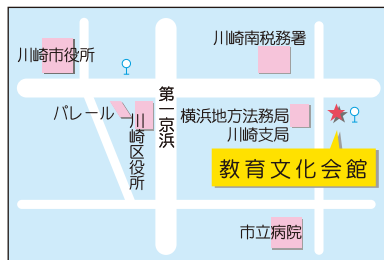 川崎市役所
川崎南税務署
パレール
川崎区役所
第一京浜
横浜地方法務局
川崎支局
教育文化会館
市立病院